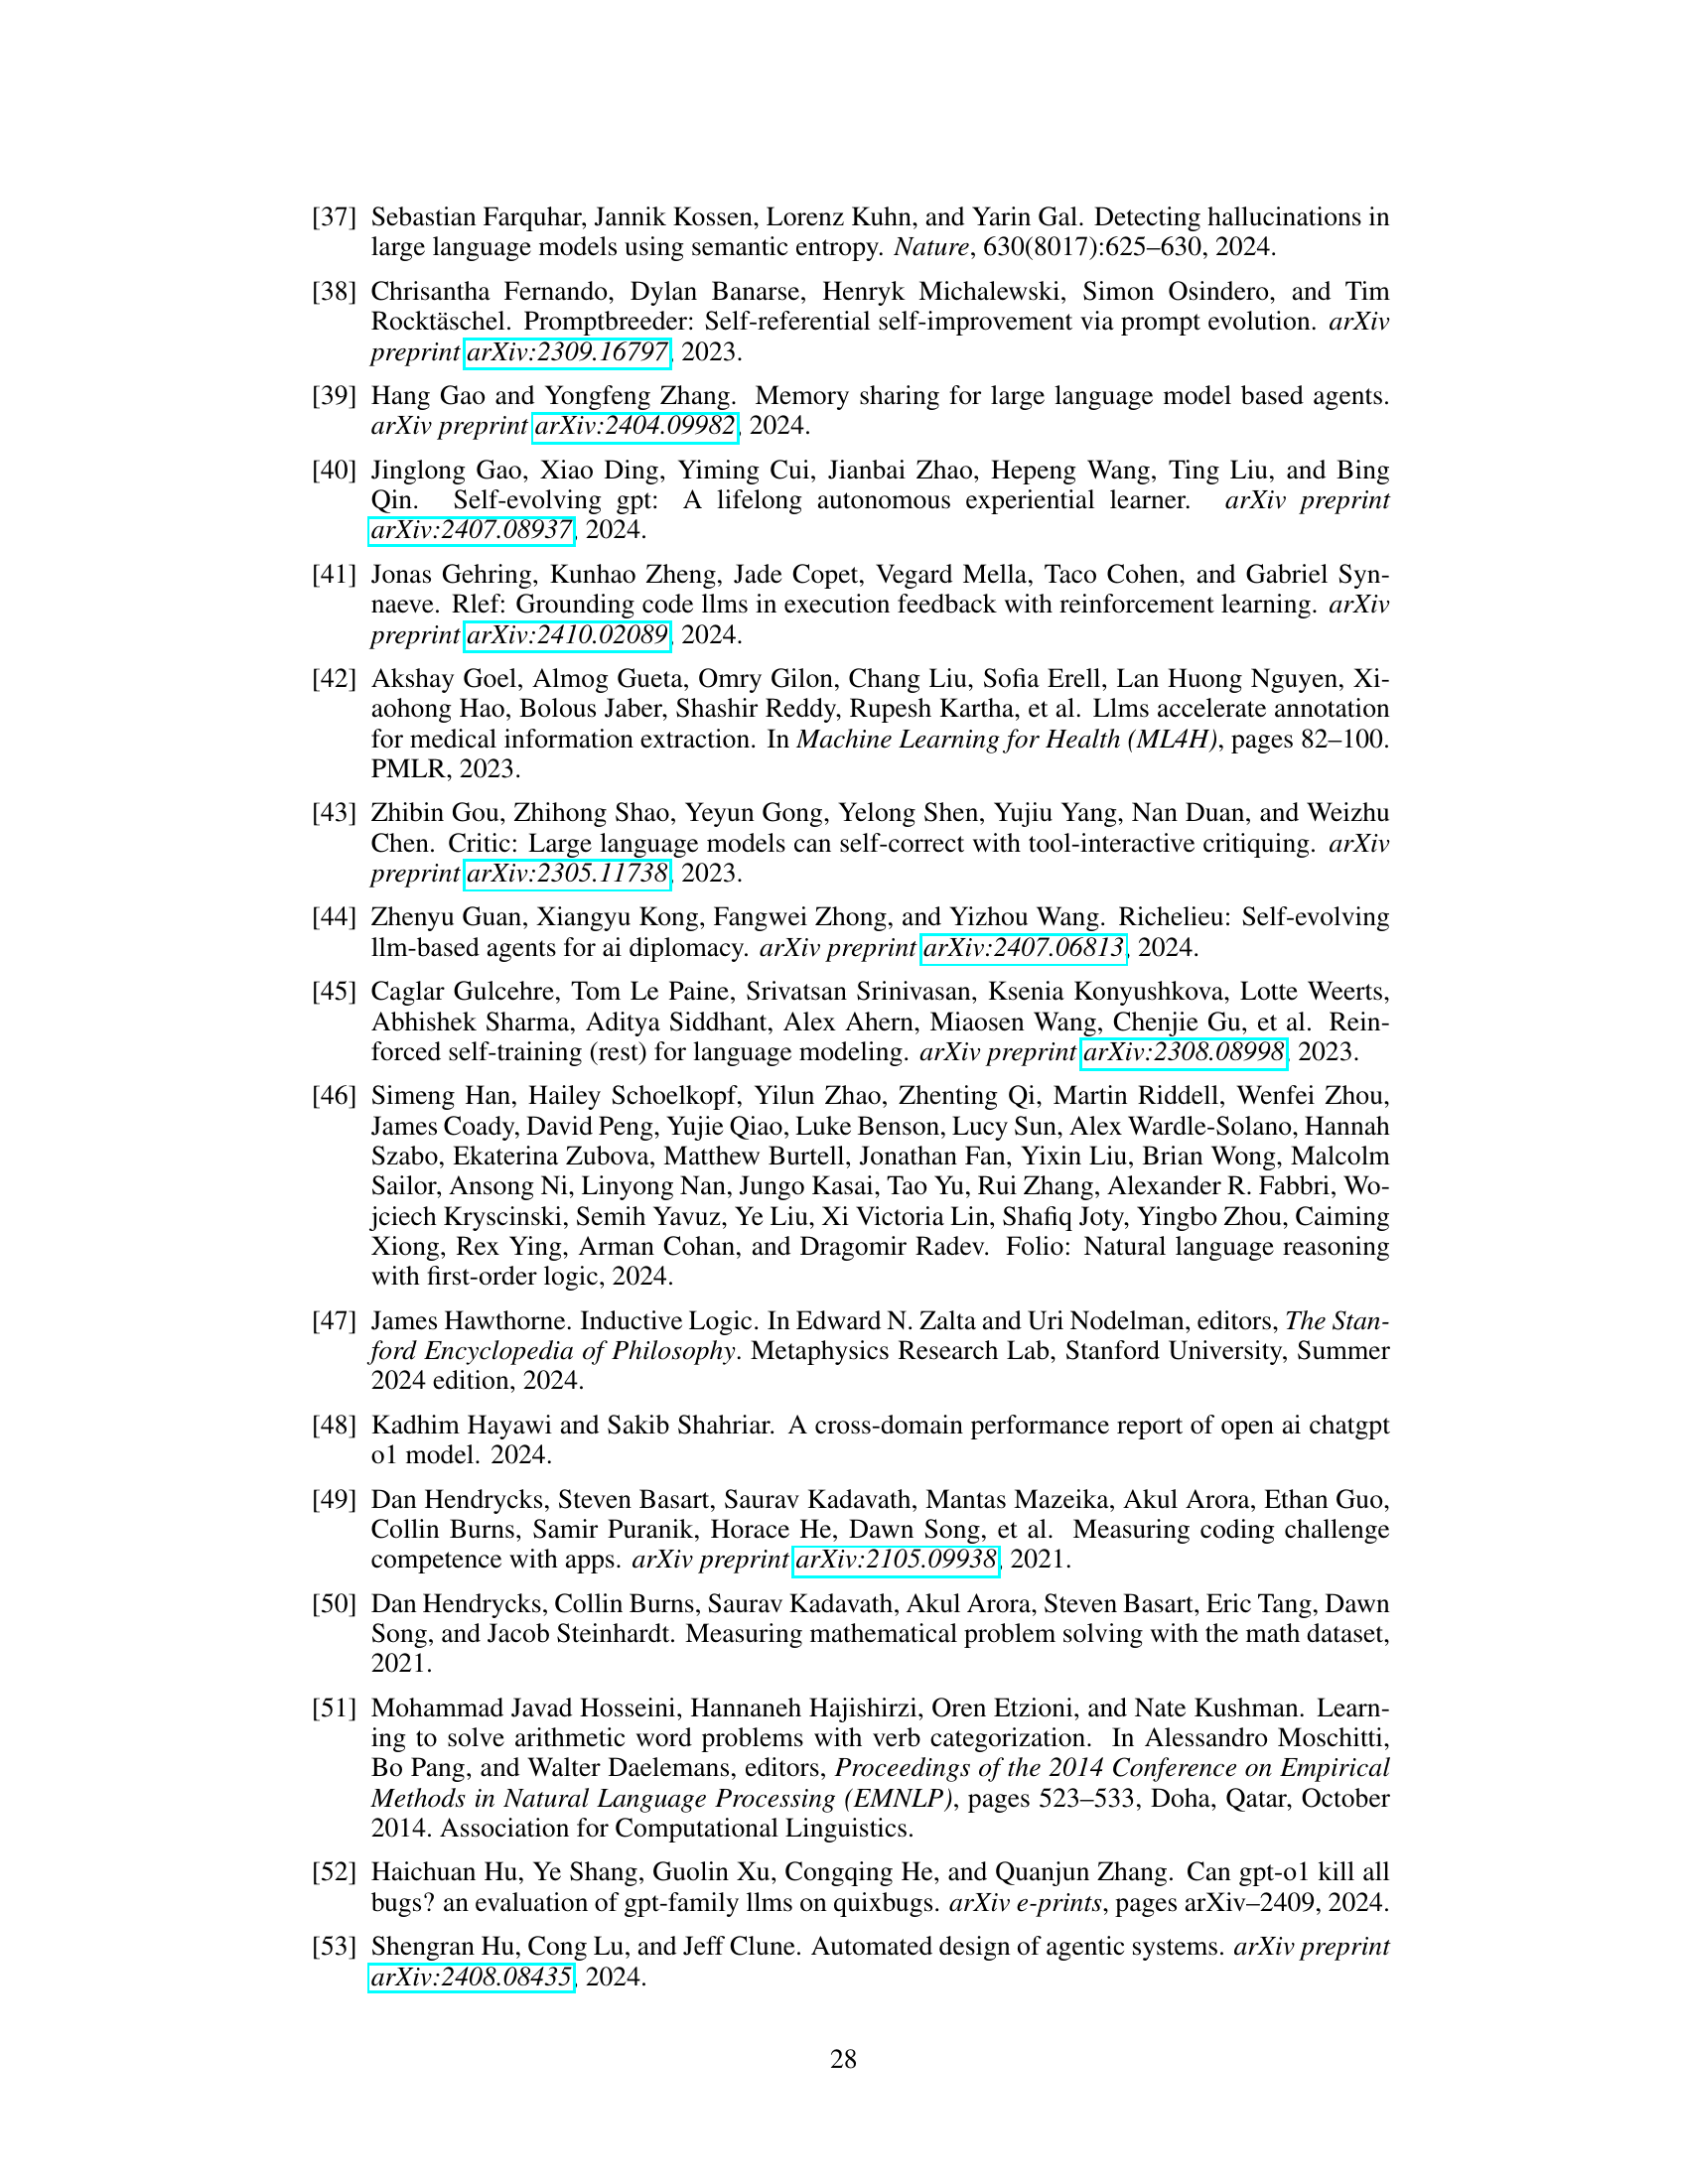 [37] Sebastian Farquhar, Jannik Kossen, Lorenz Kuhn, and Yarin Gal. Detecting hallucinations in
large language models using semantic entropy. Nature, 630(8017):625–630, 2024.
[38] Chrisantha Fernando, Dylan Banarse, Henryk Michalewski, Simon Osindero, and Tim
Rocktäschel. Promptbreeder: Self-referential self-improvement via prompt evolution. arXiv
preprint arXiv:2309.16797, 2023.
[39] Hang Gao and Yongfeng Zhang. Memory sharing for large language model based agents.
arXiv preprint arXiv:2404.09982, 2024.
[40] Jinglong Gao, Xiao Ding, Yiming Cui, Jianbai Zhao, Hepeng Wang, Ting Liu, and Bing
Qin. Self-evolving gpt: A lifelong autonomous experiential learner. arXiv preprint
arXiv:2407.08937, 2024.
[41] Jonas Gehring, Kunhao Zheng, Jade Copet, Vegard Mella, Taco Cohen, and Gabriel Syn-
naeve. Rlef: Grounding code llms in execution feedback with reinforcement learning. arXiv
preprint arXiv:2410.02089, 2024.
[42] Akshay Goel, Almog Gueta, Omry Gilon, Chang Liu, Sofia Erell, Lan Huong Nguyen, Xi-
aohong Hao, Bolous Jaber, Shashir Reddy, Rupesh Kartha, et al. Llms accelerate annotation
for medical information extraction. In Machine Learning for Health (ML4H), pages 82–100.
PMLR, 2023.
[43] Zhibin Gou, Zhihong Shao, Yeyun Gong, Yelong Shen, Yujiu Yang, Nan Duan, and Weizhu
Chen. Critic: Large language models can self-correct with tool-interactive critiquing. arXiv
preprint arXiv:2305.11738, 2023.
[44] Zhenyu Guan, Xiangyu Kong, Fangwei Zhong, and Yizhou Wang. Richelieu: Self-evolving
llm-based agents for ai diplomacy. arXiv preprint arXiv:2407.06813, 2024.
[45] Caglar Gulcehre, Tom Le Paine, Srivatsan Srinivasan, Ksenia Konyushkova, Lotte Weerts,
Abhishek Sharma, Aditya Siddhant, Alex Ahern, Miaosen Wang, Chenjie Gu, et al. Rein-
forced self-training (rest) for language modeling. arXiv preprint arXiv:2308.08998, 2023.
[46] Simeng Han, Hailey Schoelkopf, Yilun Zhao, Zhenting Qi, Martin Riddell, Wenfei Zhou,
James Coady, David Peng, Yujie Qiao, Luke Benson, Lucy Sun, Alex Wardle-Solano, Hannah
Szabo, Ekaterina Zubova, Matthew Burtell, Jonathan Fan, Yixin Liu, Brian Wong, Malcolm
Sailor, Ansong Ni, Linyong Nan, Jungo Kasai, Tao Yu, Rui Zhang, Alexander R. Fabbri, Wo-
jciech Kryscinski, Semih Yavuz, Ye Liu, Xi Victoria Lin, Shafiq Joty, Yingbo Zhou, Caiming
Xiong, Rex Ying, Arman Cohan, and Dragomir Radev. Folio: Natural language reasoning
with first-order logic, 2024.
[47] James Hawthorne. Inductive Logic. In Edward N. Zalta and Uri Nodelman, editors, The Stan-
ford Encyclopedia of Philosophy. Metaphysics Research Lab, Stanford University, Summer
2024 edition, 2024.
[48] Kadhim Hayawi and Sakib Shahriar. A cross-domain performance report of open ai chatgpt
o1 model. 2024.
[49] Dan Hendrycks, Steven Basart, Saurav Kadavath, Mantas Mazeika, Akul Arora, Ethan Guo,
Collin Burns, Samir Puranik, Horace He, Dawn Song, et al. Measuring coding challenge
competence with apps. arXiv preprint arXiv:2105.09938, 2021.
[50] Dan Hendrycks, Collin Burns, Saurav Kadavath, Akul Arora, Steven Basart, Eric Tang, Dawn
Song, and Jacob Steinhardt. Measuring mathematical problem solving with the math dataset,
2021.
[51] Mohammad Javad Hosseini, Hannaneh Hajishirzi, Oren Etzioni, and Nate Kushman. Learn-
ing to solve arithmetic word problems with verb categorization. In Alessandro Moschitti,
Bo Pang, and Walter Daelemans, editors, Proceedings of the 2014 Conference on Empirical
Methods in Natural Language Processing (EMNLP), pages 523–533, Doha, Qatar, October
2014. Association for Computational Linguistics.
[52] Haichuan Hu, Ye Shang, Guolin Xu, Congqing He, and Quanjun Zhang. Can gpt-o1 kill all
bugs? an evaluation of gpt-family llms on quixbugs. arXiv e-prints, pages arXiv–2409, 2024.
[53] Shengran Hu, Cong Lu, and Jeff Clune. Automated design of agentic systems. arXiv preprint
arXiv:2408.08435, 2024.
28